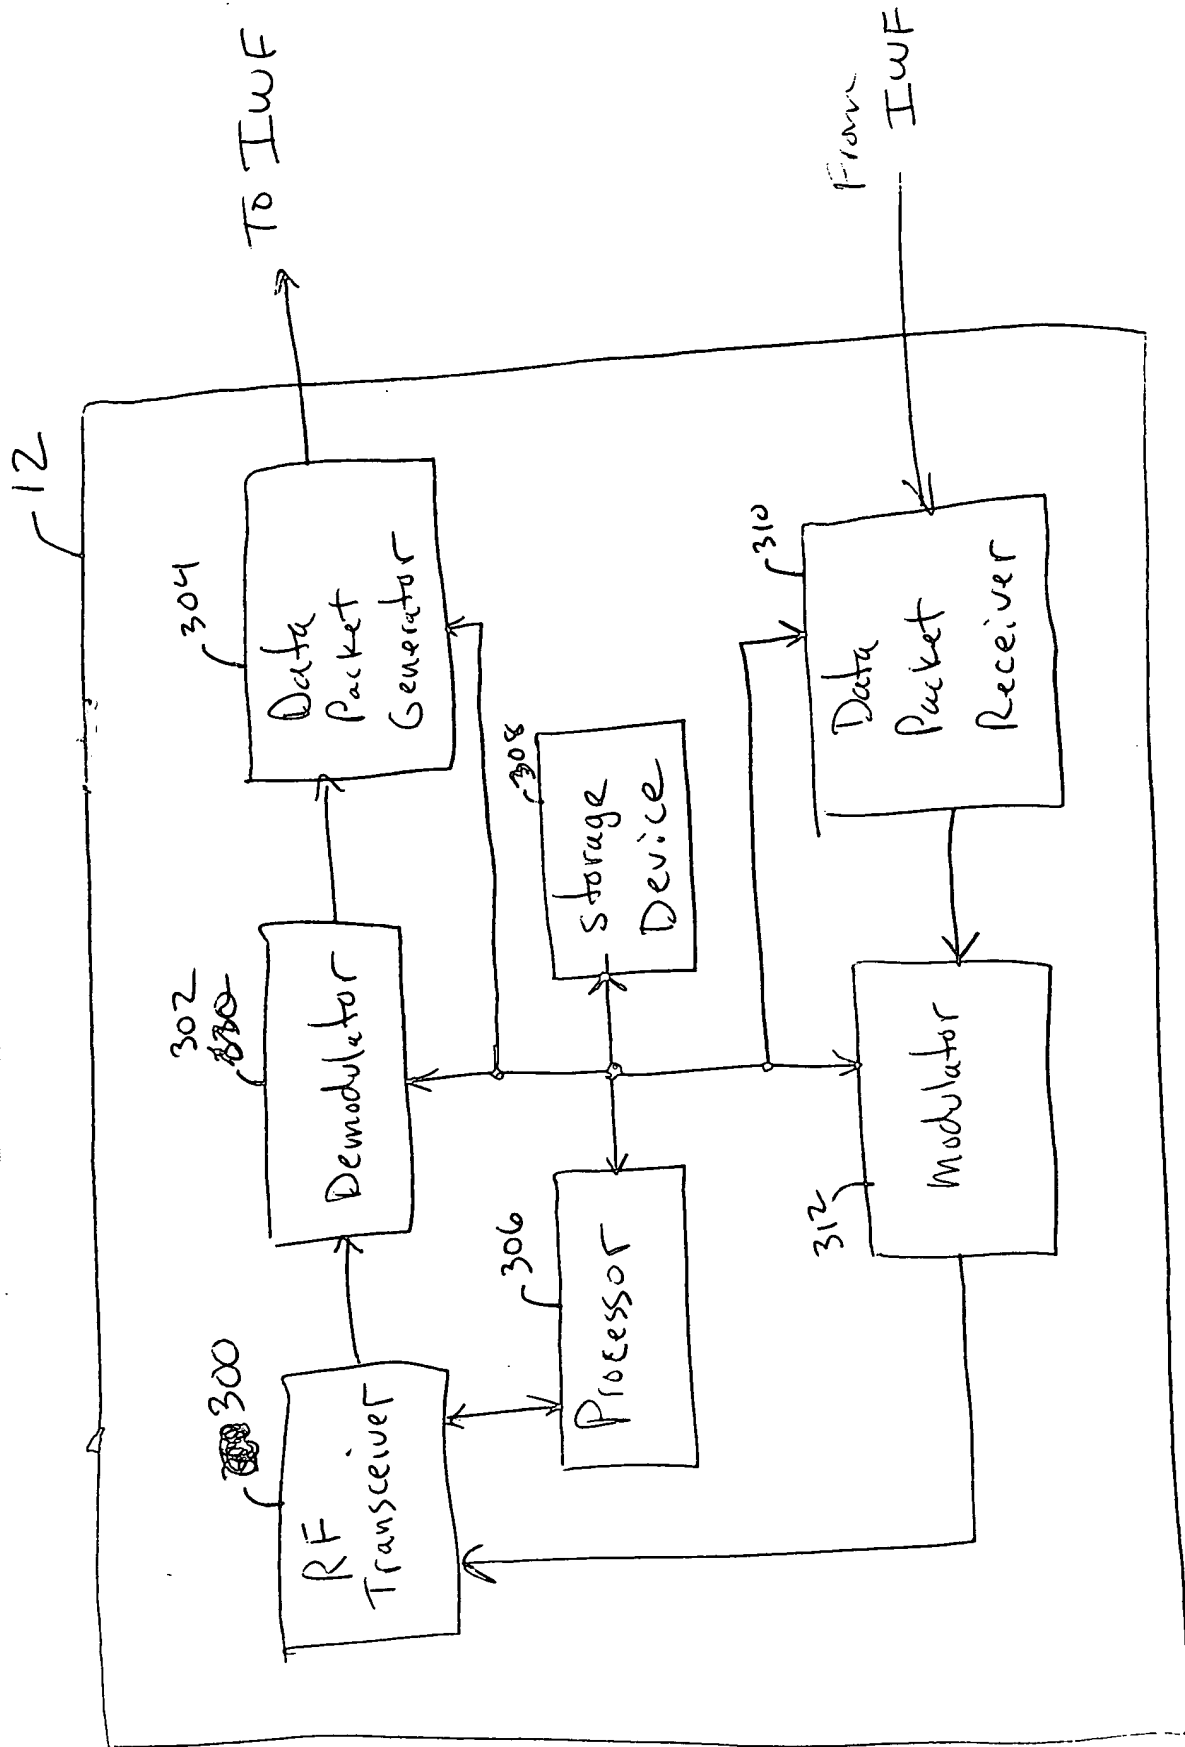 12
300
RF
Transceiver
302
330
Demodulator
304
Data
Packet
Generator
To IWF
306
Processor
308
Storage
Device
312
Modulator
310
Data
Packet
Receiver
From
IWF